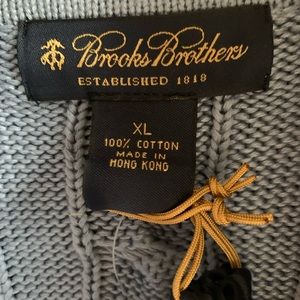 Brooks Brothers
ESTABLISHED 1818
XL
100% COTTON
MADE IN
HONG KONG